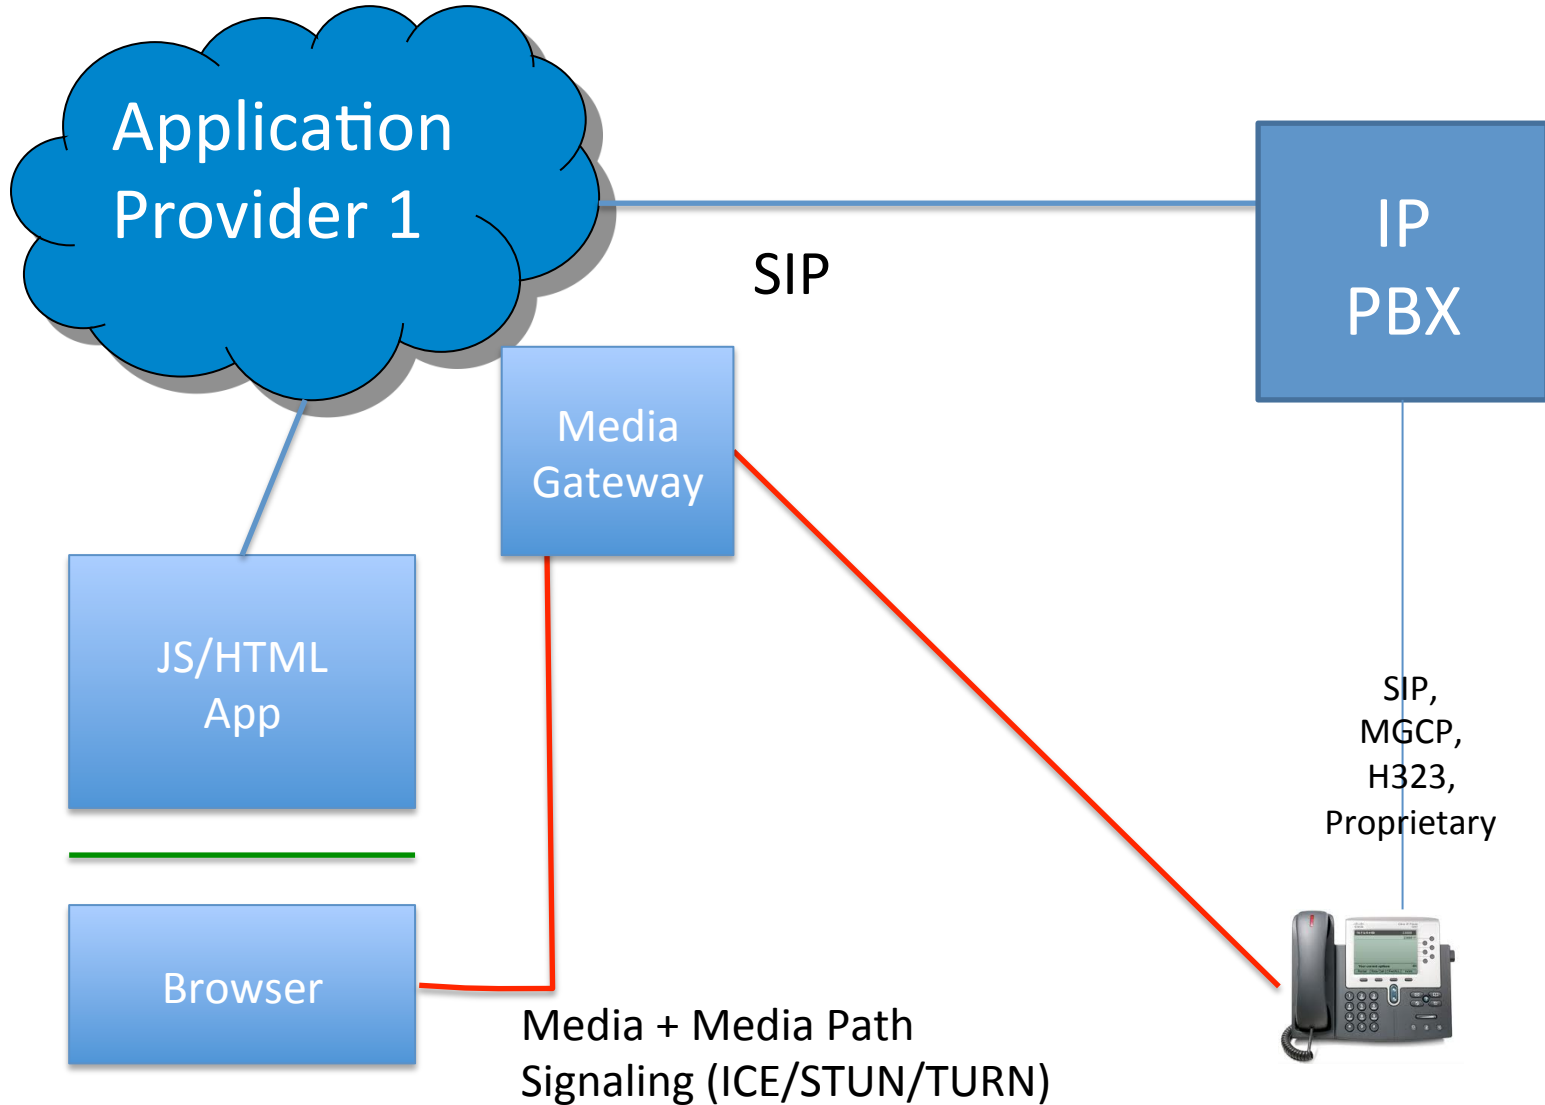 Application
Provider 1
IP
PBX
SIP
Media
Gateway
JS/HTML
App
SIP,
MGCP,
H323,
Proprietary
Browser
Media + Media Path
Signaling (ICE/STUN/TURN)